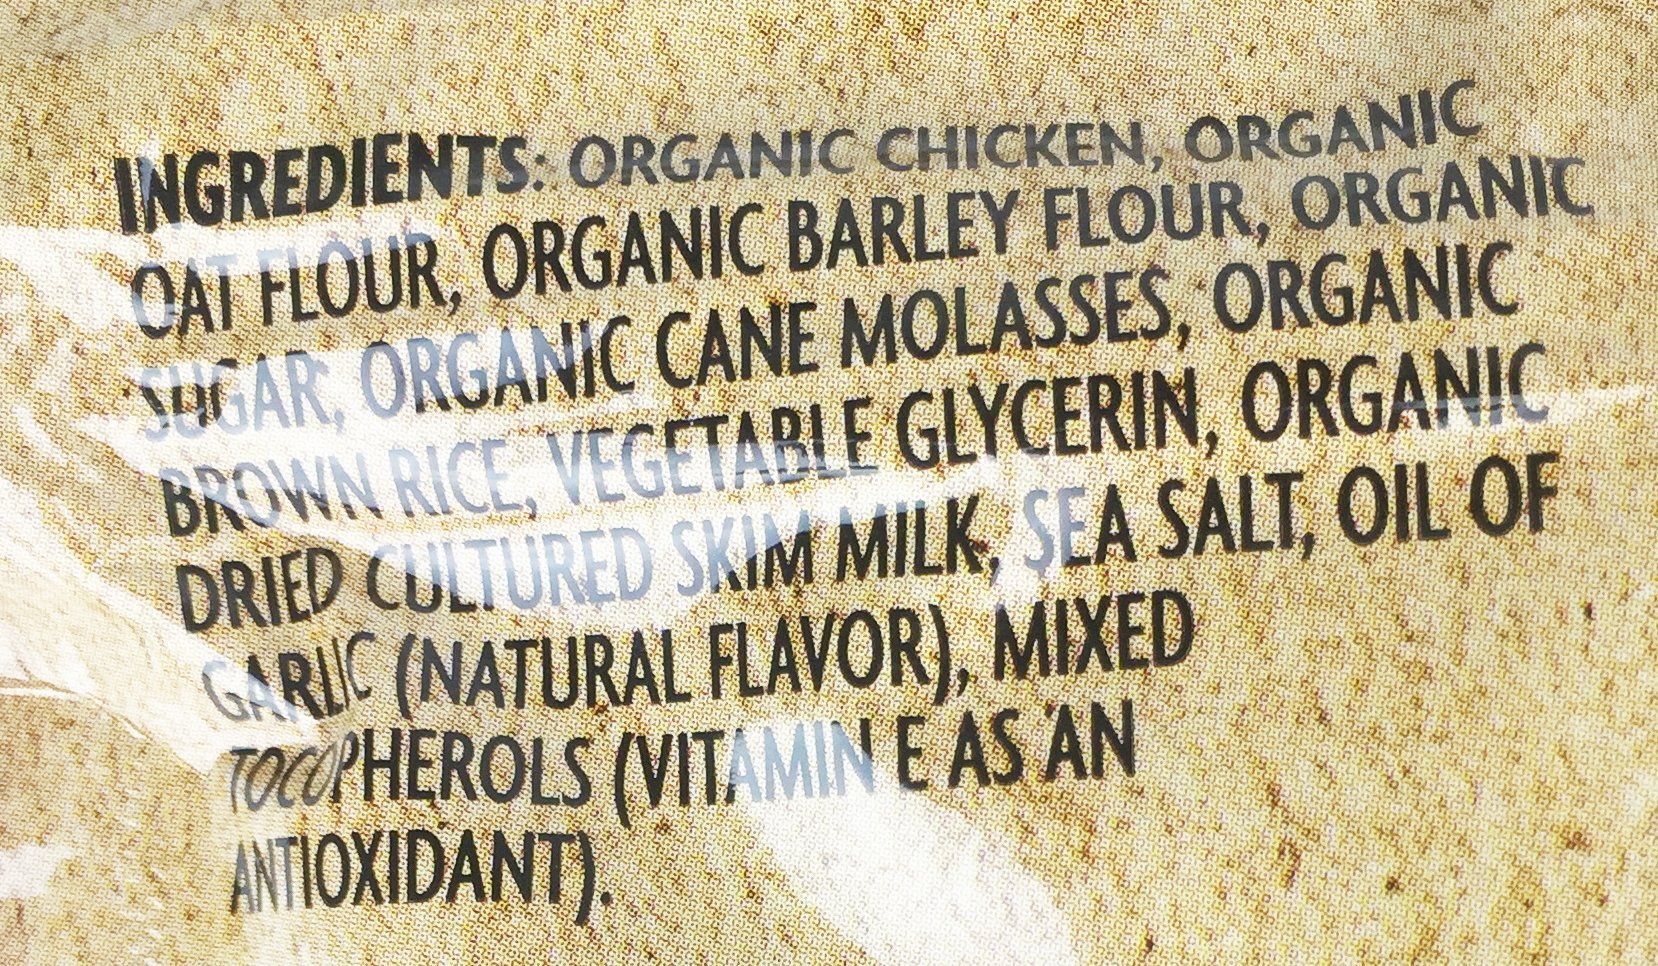 INGREDIENTS: ORGANIC CHICKEN, ORGANIC
OAT FLOUR, ORGANIC BARLEY FLOUR, ORGANIC
SUGAR, ORGANIC CANE MOLASSES, ORGANIC
BROWN RICE, VEGETABLE GLYCERIN, ORGANIC
DRIED CULTURED SKIM MILK, SEA SALT, OIL OF
GARLIC (NATURAL FLAVOR), MIXED
TOCOPHEROLS (VITAMIN E AS AN
ANTIOXIDANT).